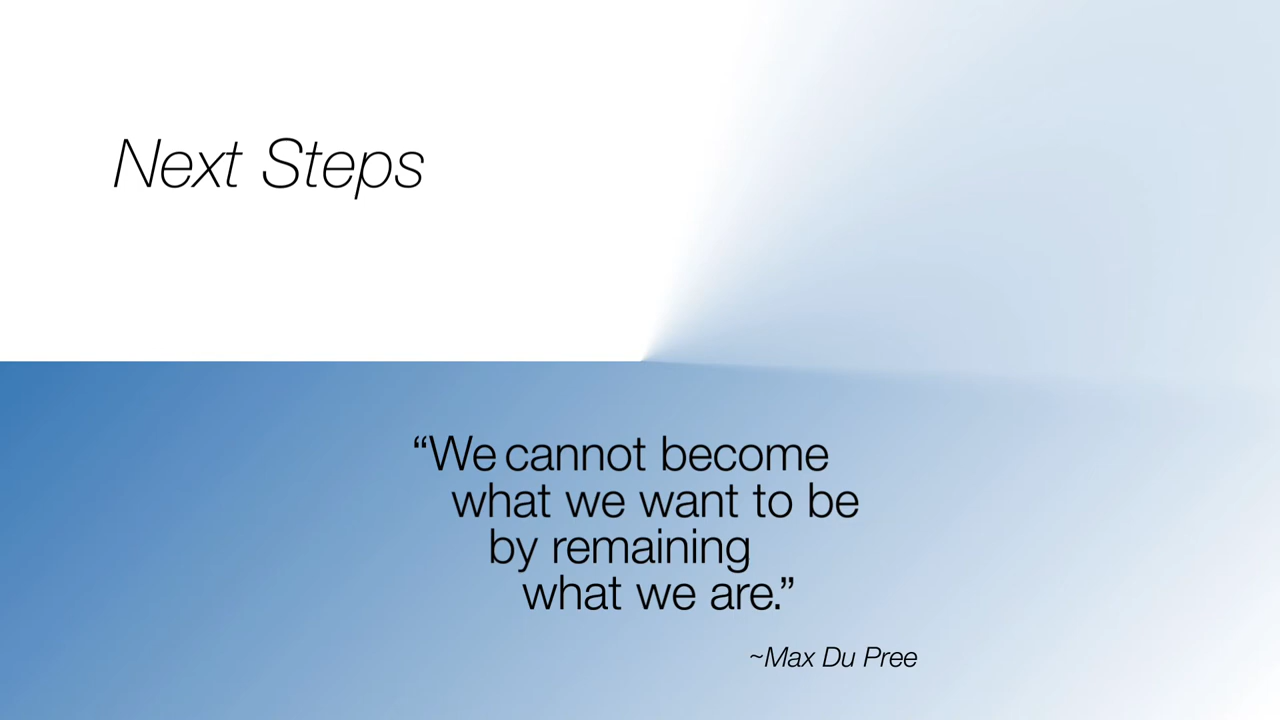 Next Steps
“We cannot become
what we want to be
by remaining
what we are.”
~Max Du Pree